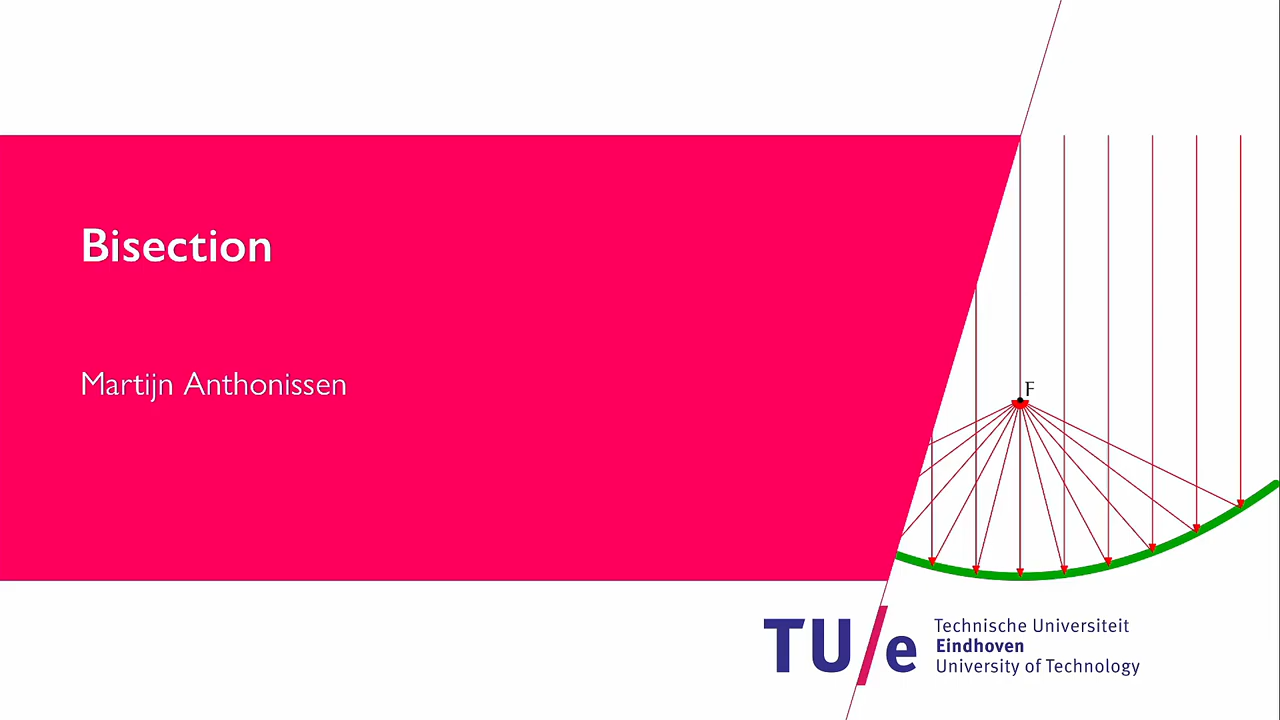 Bisection
Martijn Anthonissen
F
TU/e
Technische Universiteit
Eindhoven
University of Technology